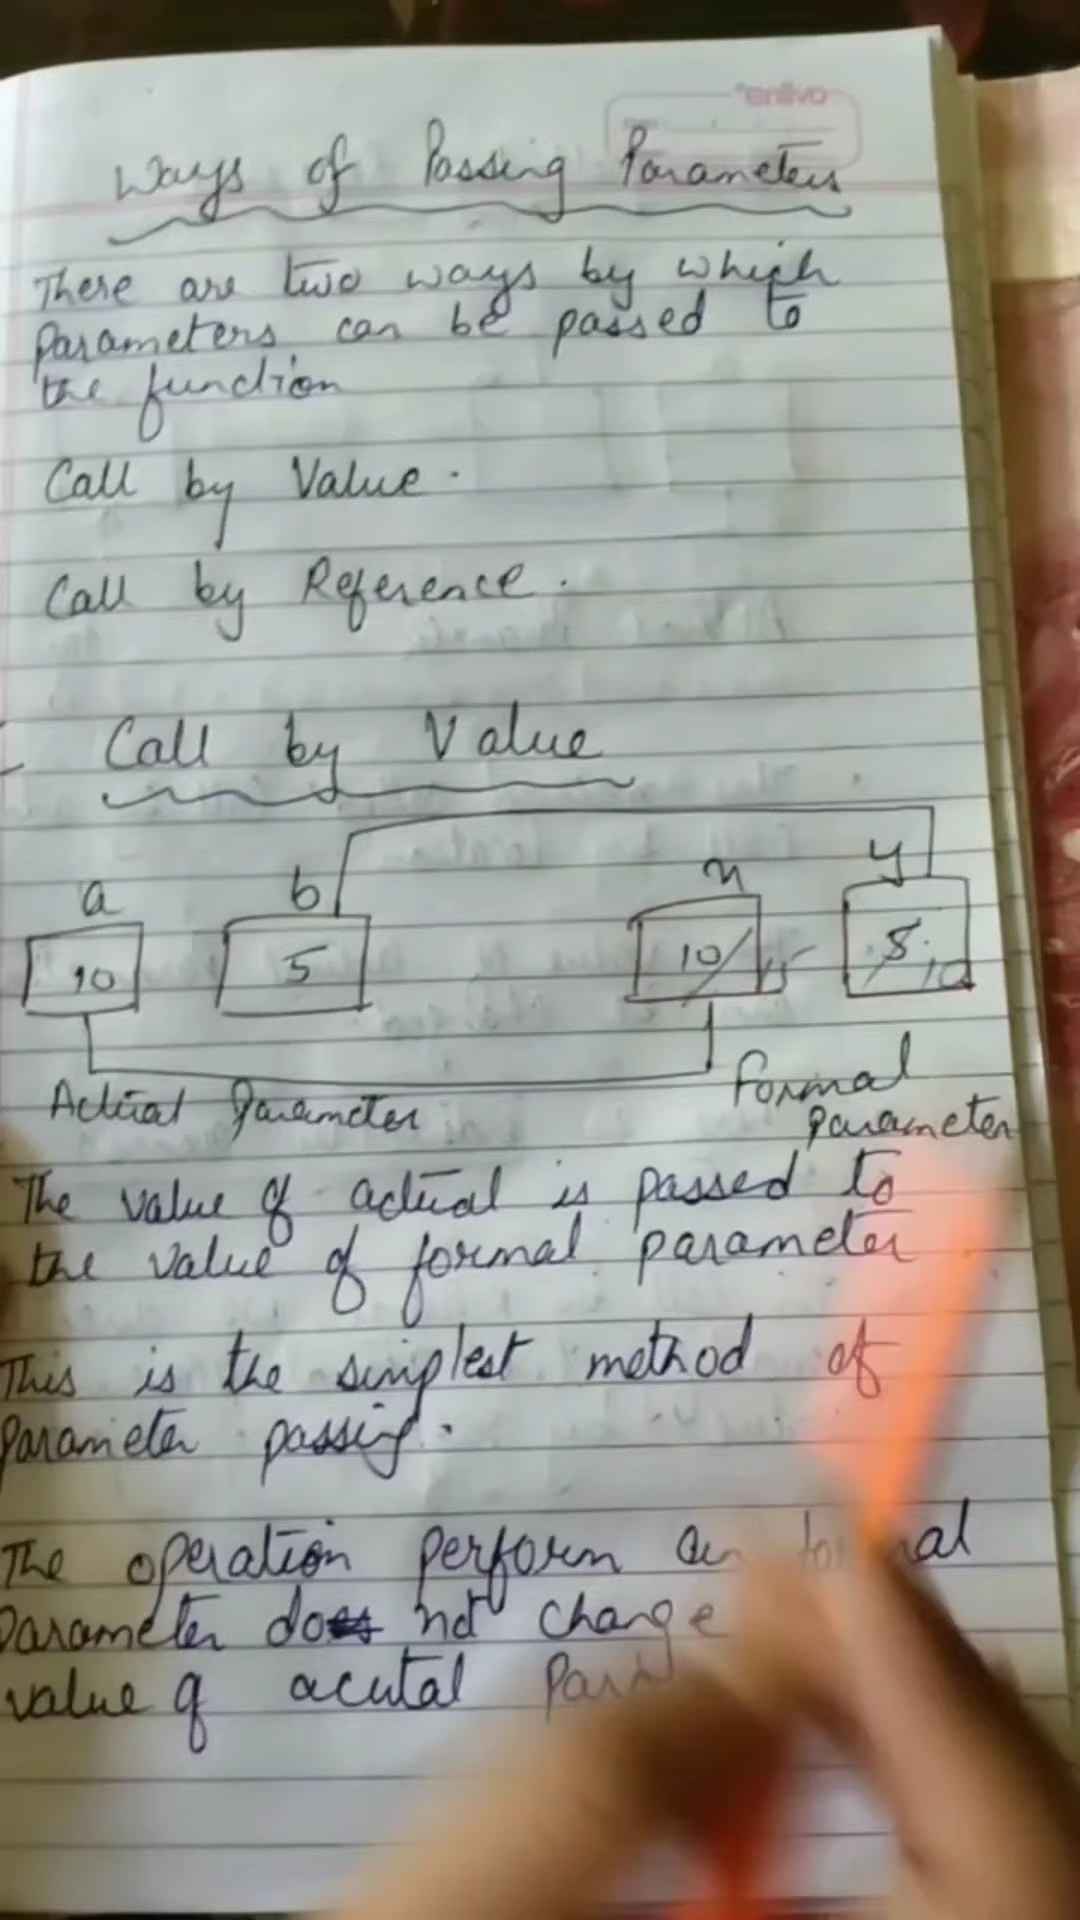 enlivo
Ways of Passing Parameters
There are two ways by which
Parameters can be passed to
the function
Call by Value.
Call by Reference.
Call by Value
a b x y
10 5 10 15 5 10
Actual Parameter Formal
Parameter
The value of actual is passed to
the value of formal parameter
This is the simplest method of
Parameter passing.
The operation perform on
Parameter do not change
value of acutal